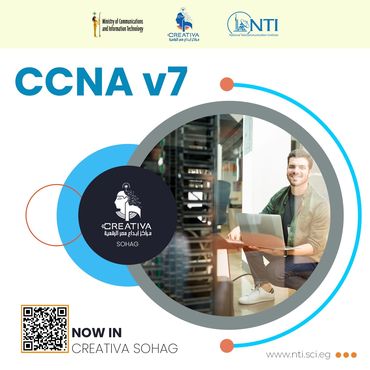 Ministry of Communications
and Information Technology
CREATIVA
مراكز إبداع مصر الرقمية
NTI
CCNA v7
CREATIVA
مراكز إبداع مصر الرقمية
SOHAG
NOW IN
CREATIVA SOHAG
www.nti.sci.eg